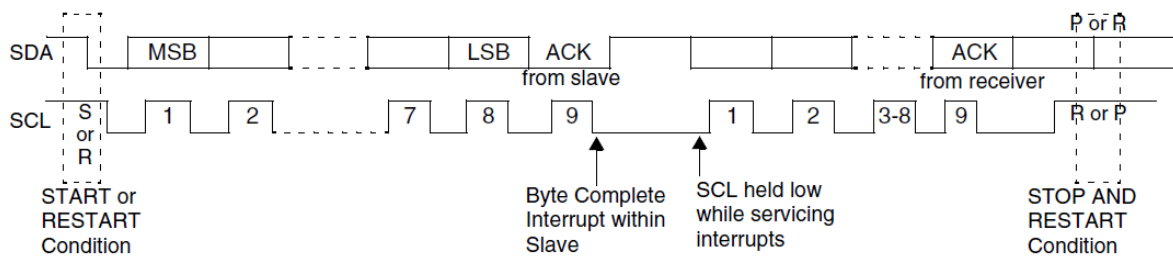 P or R
SDA MSB LSB ACK ACK
from slave from receiver
SCL S or R 1 2 7 8 9 1 2 3-8 9 R or P
START or
RESTART
Condition
Byte Complete
Interrupt within
Slave
SCL held low
while servicing
interrupts
STOP AND
RESTART
Condition